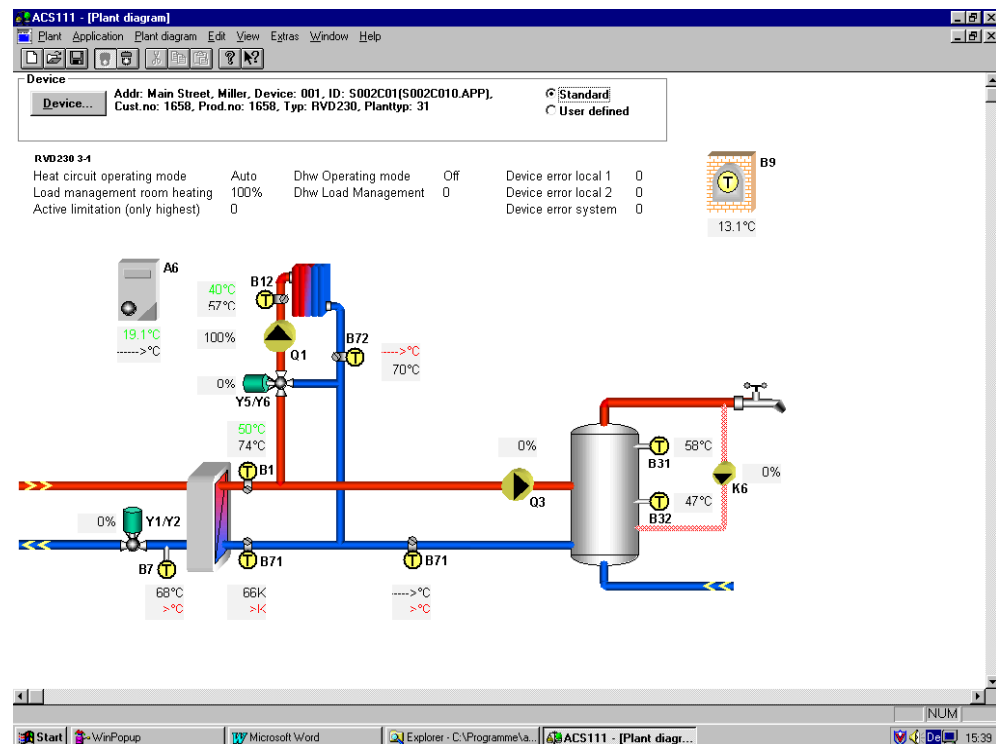 ACS111 - [Plant diagram]
Plant Application Plant diagram Edit View Extras Window Help
Device
Device...
Addr: Main Street, Miller, Device: 001, ID: S002C01(S002C010.APP),
Cust.no: 1658, Prod.no: 1658, Typ: RVD230, Planttyp: 31
Standard
User defined
RVD230 3-1
Heat circuit operating mode Auto Dhw Operating mode Off Device error local 1 0
Load management room heating 100% Dhw Load Management 0 Device error local 2 0
Active limitation (only highest) 0 Device error system 0
B9
T
13.1°C
A6
19.1°C
----->°C
B12
40°C
T
57°C
100%
Q1
B72
T
---->°C
70°C
0%
Y5/Y6
50°C
74°C
T B1
0%
Q3
T 58°C
B31
T 47°C
B32
0%
K6
0% Y1/Y2
B7 T
T B71
T B71
68°C
>°C
66K
>K
---->°C
>°C
NUM
Start WinPopup Microsoft Word Explorer - C:\Programme\a... ACS111 - [Plant diagr... De 15:39